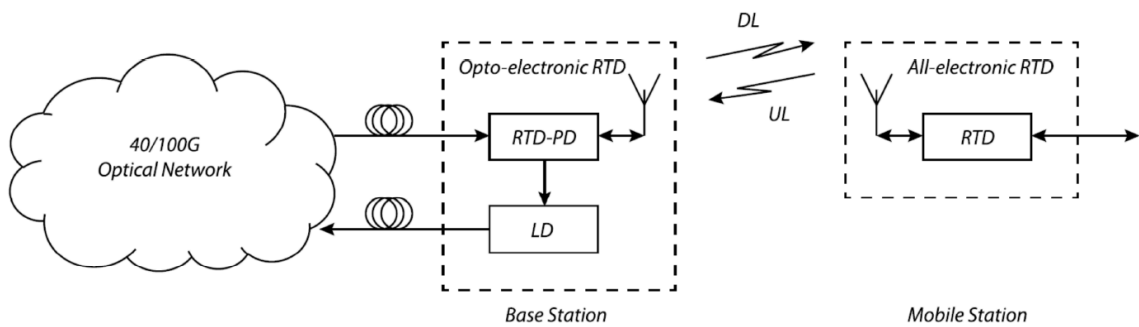 DL
Opto-electronic RTD
All-electronic RTD
40/100G
Optical Network
RTD-PD
UL
RTD
LD
Base Station
Mobile Station